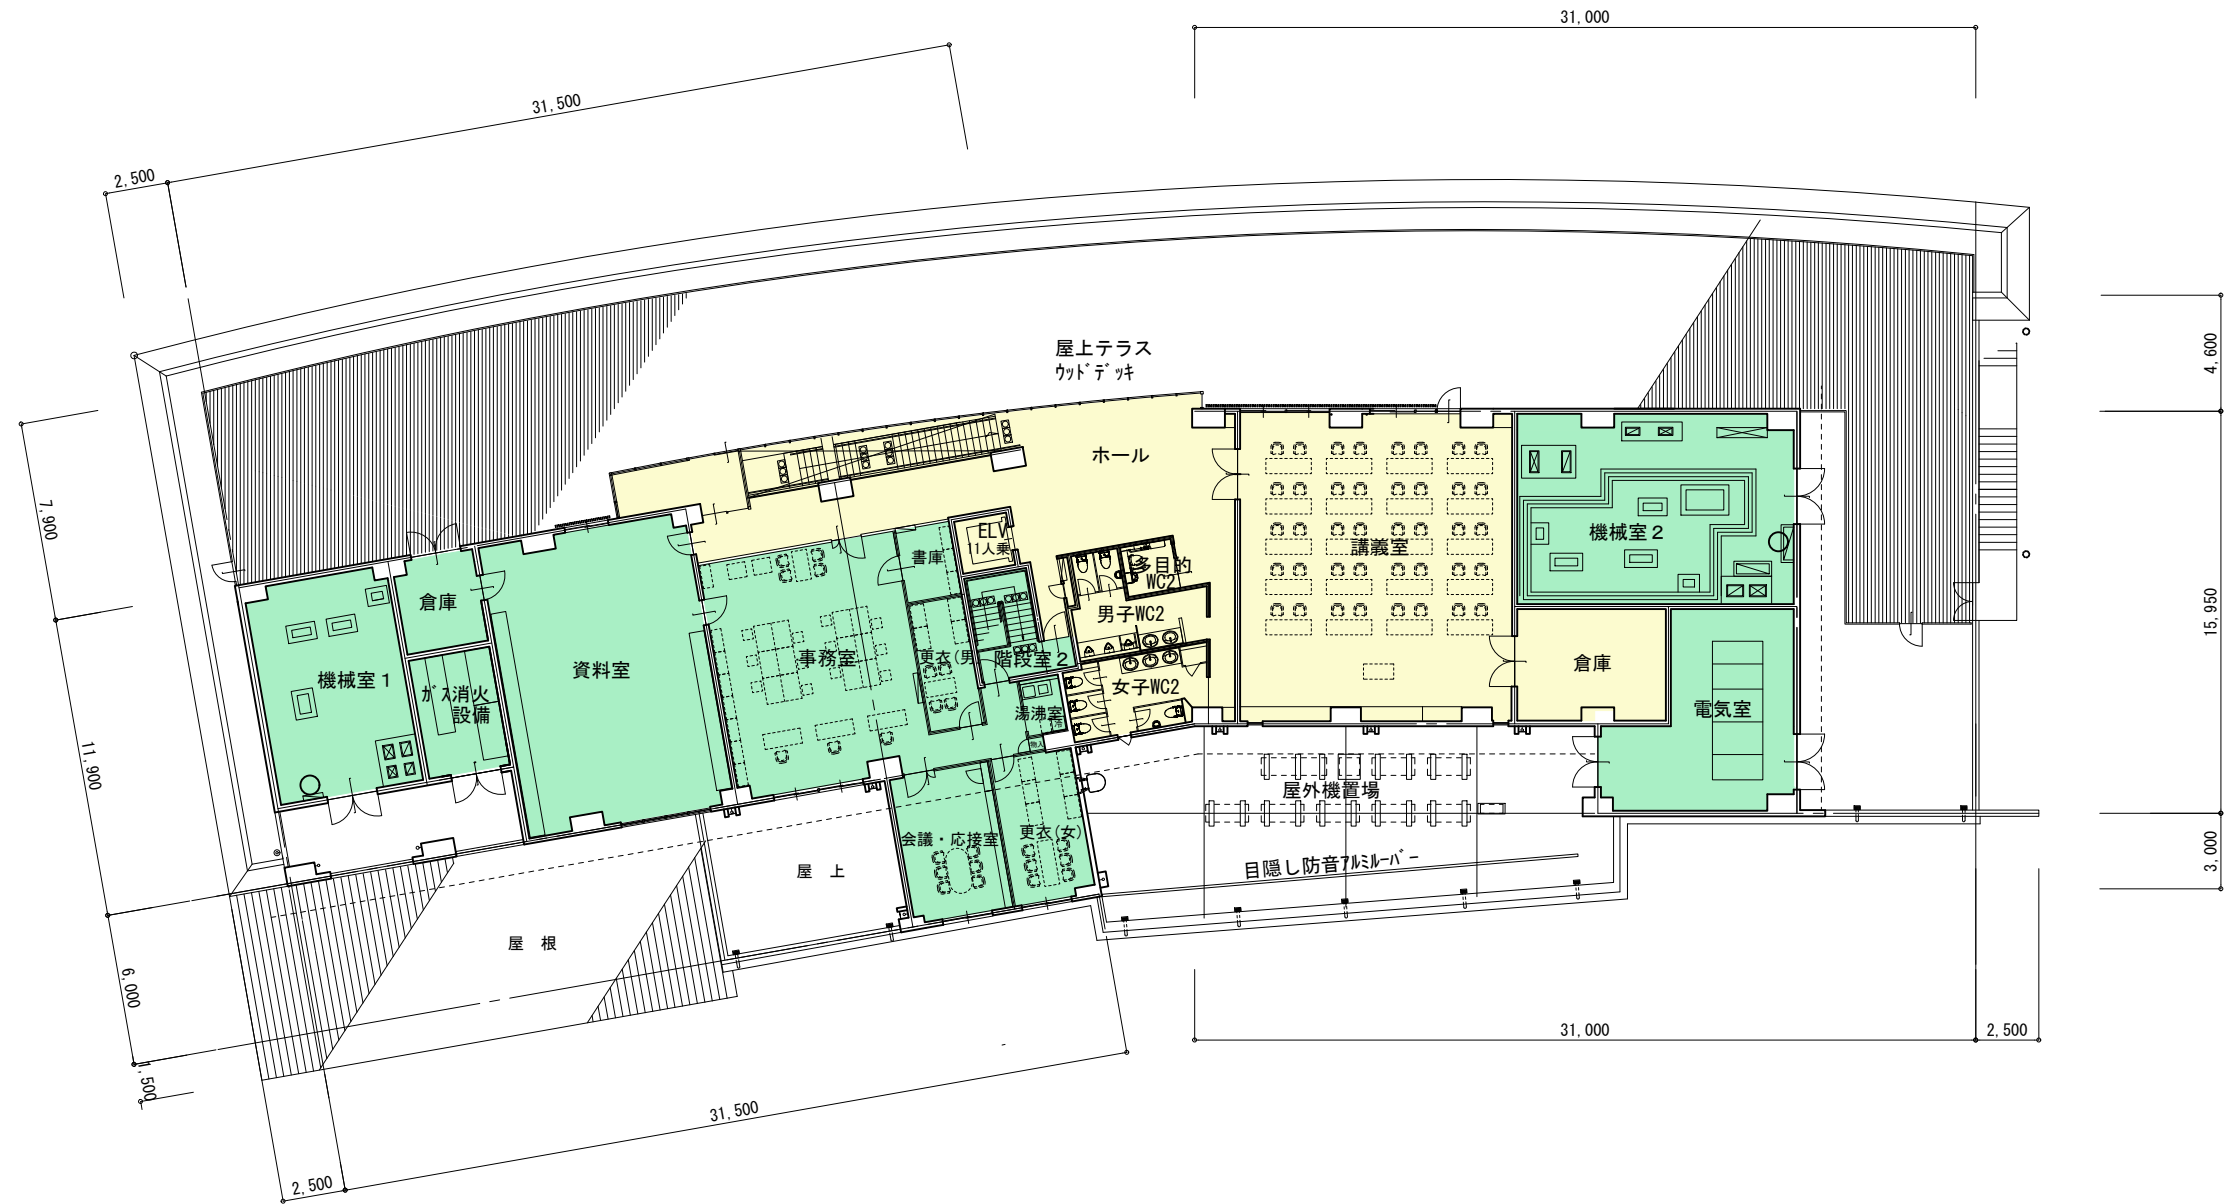 31,000
31,500
2,500
4,600
屋上テラス
ウッドデッキ
ホール
7,900
15,950
ELV
11人乗
書庫
多目的
WC2
講義室
機械室2
倉庫
男子WC2
事務室
更衣(男)
階段室2
資料室
倉庫
機械室1
ガス消火
設備
女子WC2
湯沸室
物入
冷
電気室
11,900
屋外機置場
会議・応接室
更衣(女)
目隠し防音アルミルーバー
3,000
屋 上
屋 根
6,000
1,500
31,000
2,500
31,500
2,500